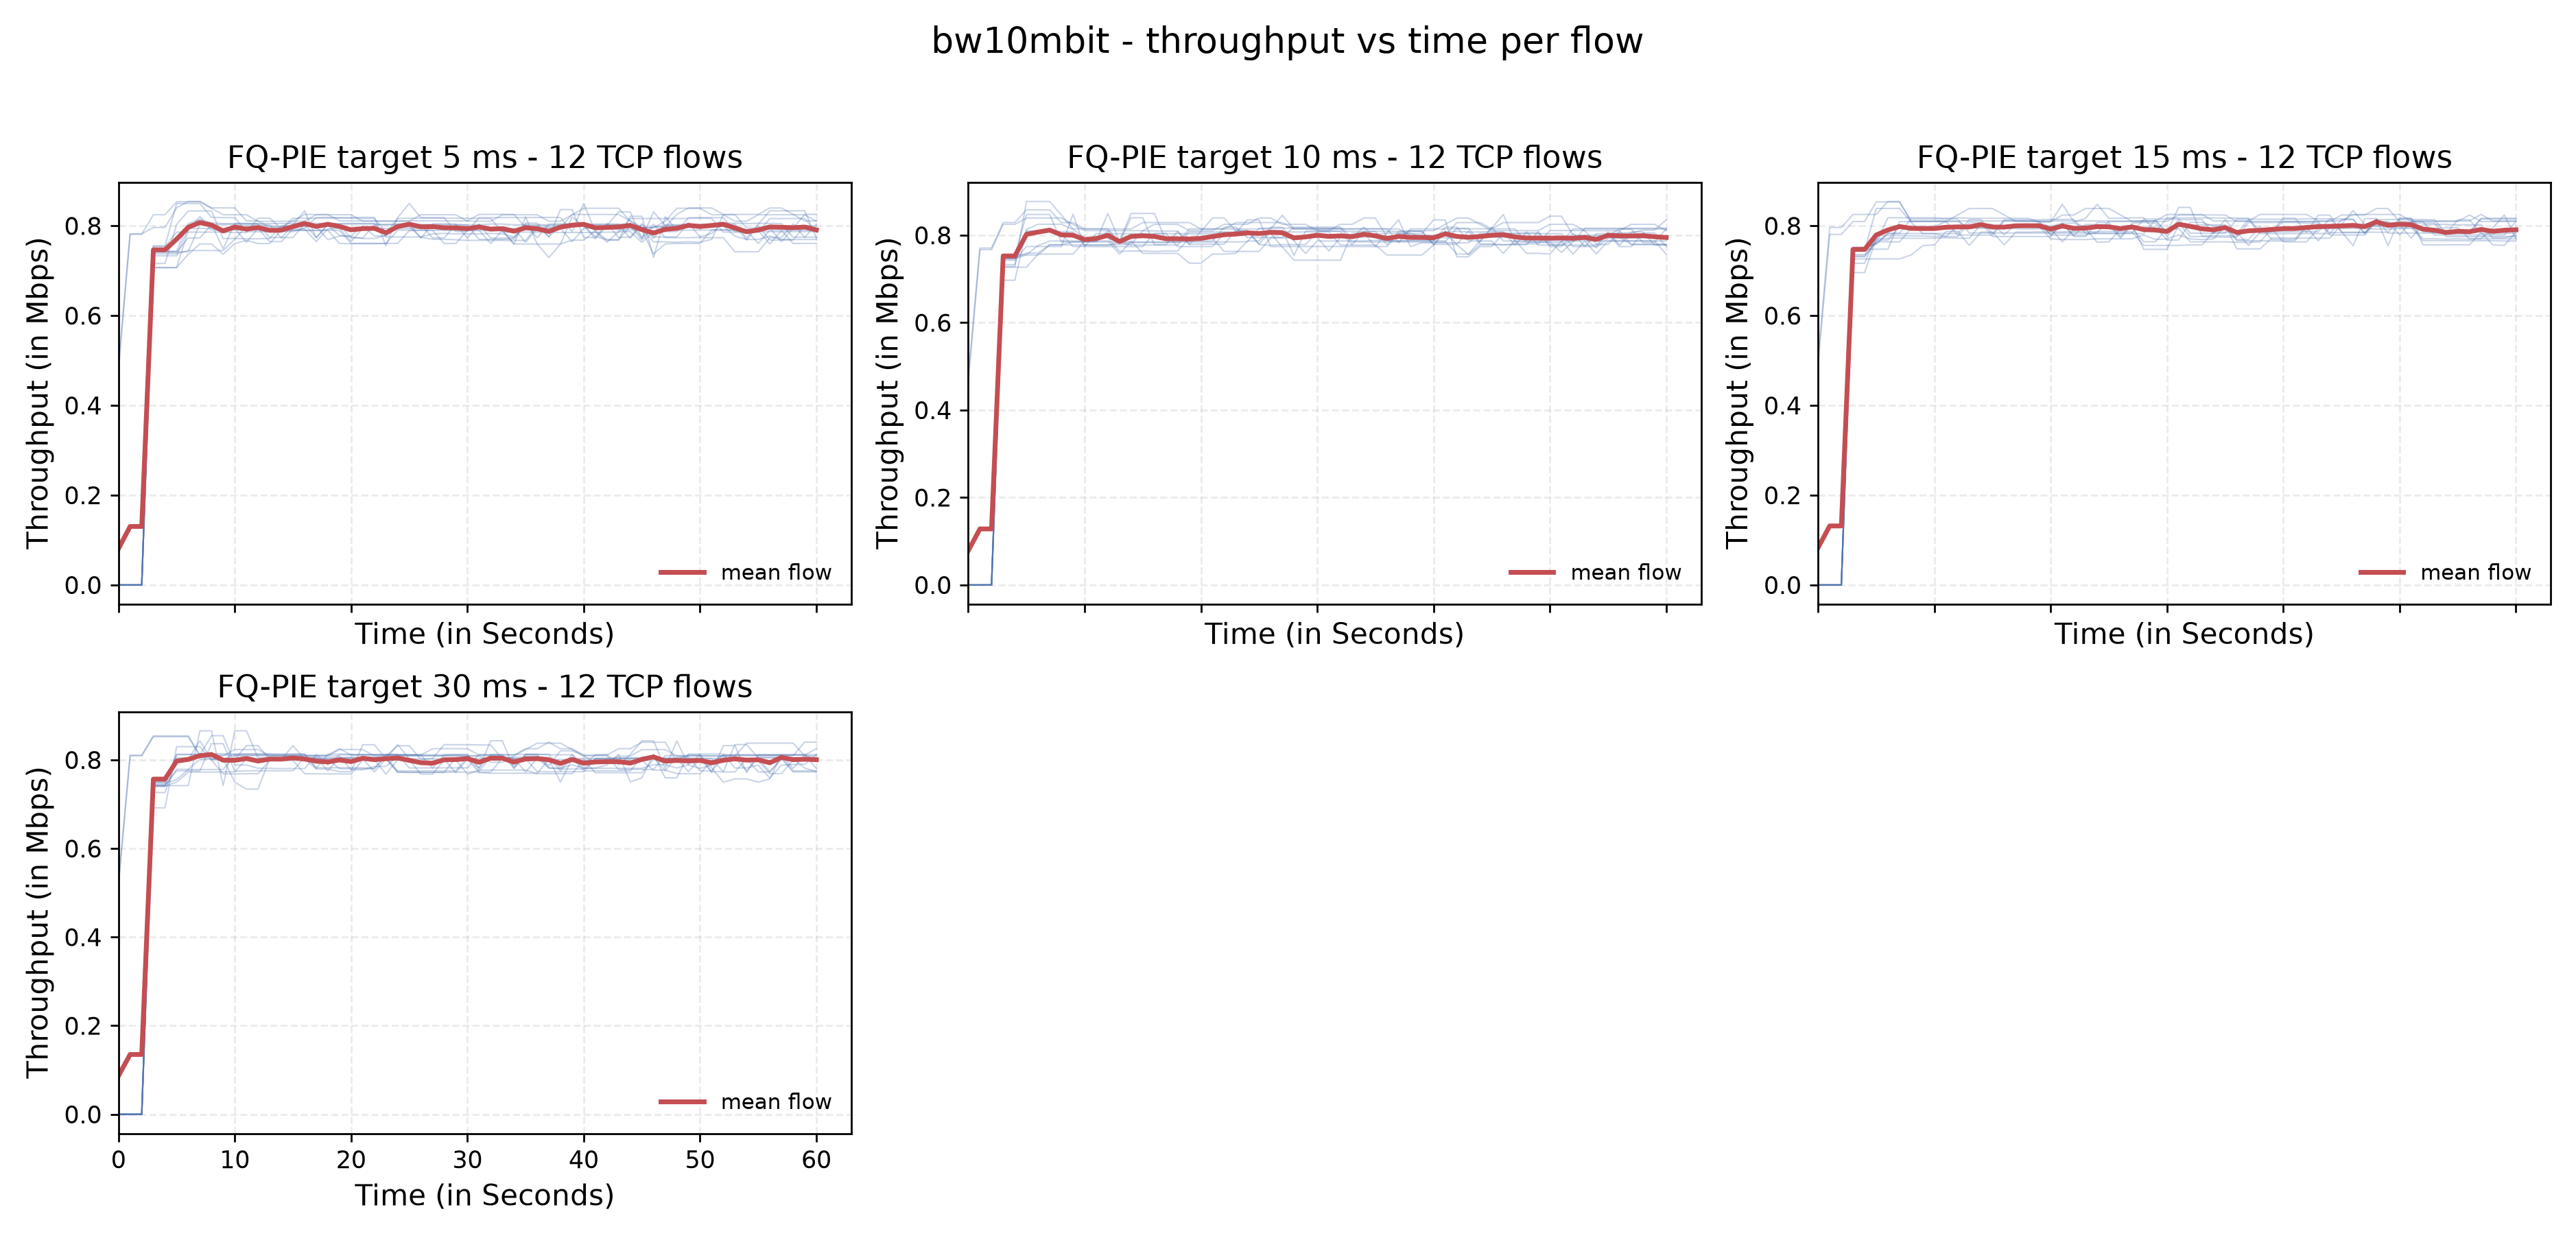 bw10mbit - throughput vs time per flow
FQ-PIE target 5 ms - 12 TCP flows
Throughput (in Mbps)
0.8
0.6
0.4
0.2
0.0
mean flow
Time (in Seconds)
FQ-PIE target 10 ms - 12 TCP flows
Throughput (in Mbps)
0.8
0.6
0.4
0.2
0.0
mean flow
Time (in Seconds)
FQ-PIE target 15 ms - 12 TCP flows
Throughput (in Mbps)
0.8
0.6
0.4
0.2
0.0
mean flow
Time (in Seconds)
FQ-PIE target 30 ms - 12 TCP flows
Throughput (in Mbps)
0.8
0.6
0.4
0.2
0.0
mean flow
0 10 20 30 40 50 60
Time (in Seconds)